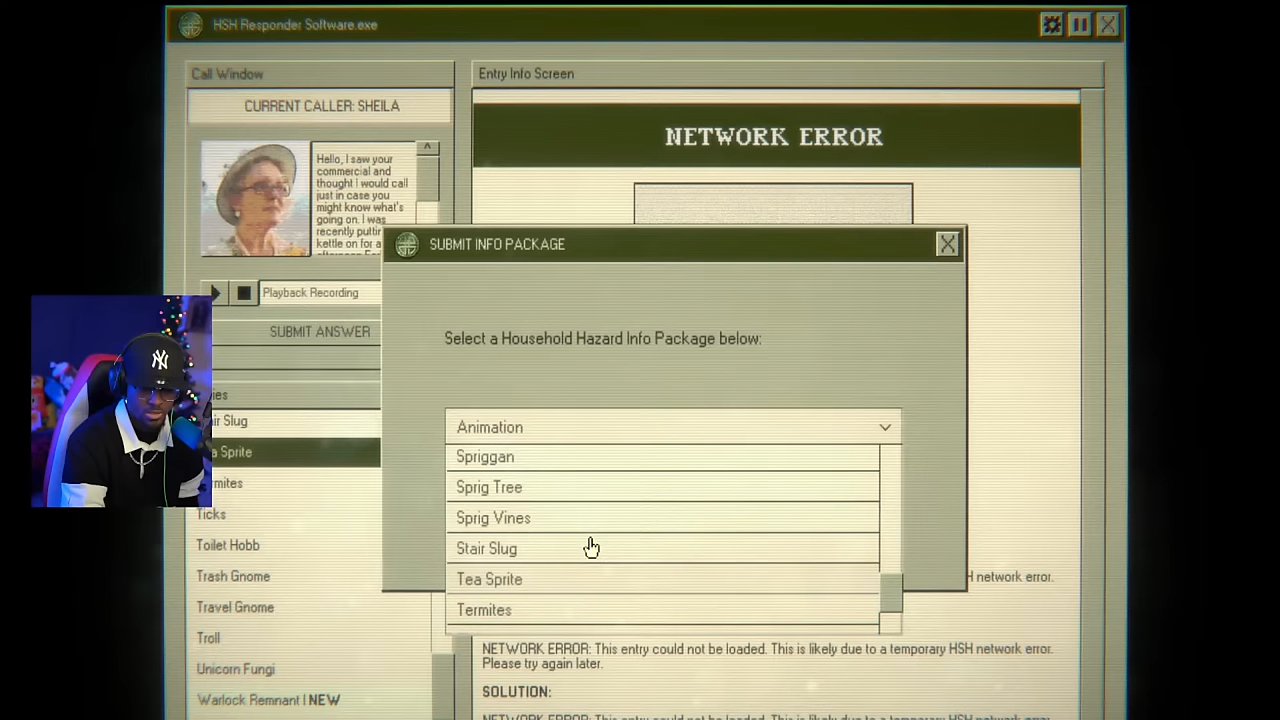 HSH Responder Software.exe
Call Window
CURRENT CALLER: SHEILA
Hello, I saw your
commercial and
thought I would call
just in case you
might know what's
going on. I was
recently putti
kettle on for a
Playback Recording
SUBMIT ANSWER
ies
air Slug
a Sprite
rmites
Ticks
Toilet Hobb
Trash Gnome
Travel Gnome
Troll
Unicorn Fungi
Warlock Remnant | NEW
Entry Info Screen
NETWORK ERROR
SUBMIT INFO PACKAGE
Select a Household Hazard Info Package below:
Animation
Spriggan
Sprig Tree
Sprig Vines
Stair Slug
Tea Sprite
Termites
H network error.
NETWORK ERROR: This entry could not be loaded. This is likely due to a temporary HSH network error.
Please try again later.
SOLUTION: